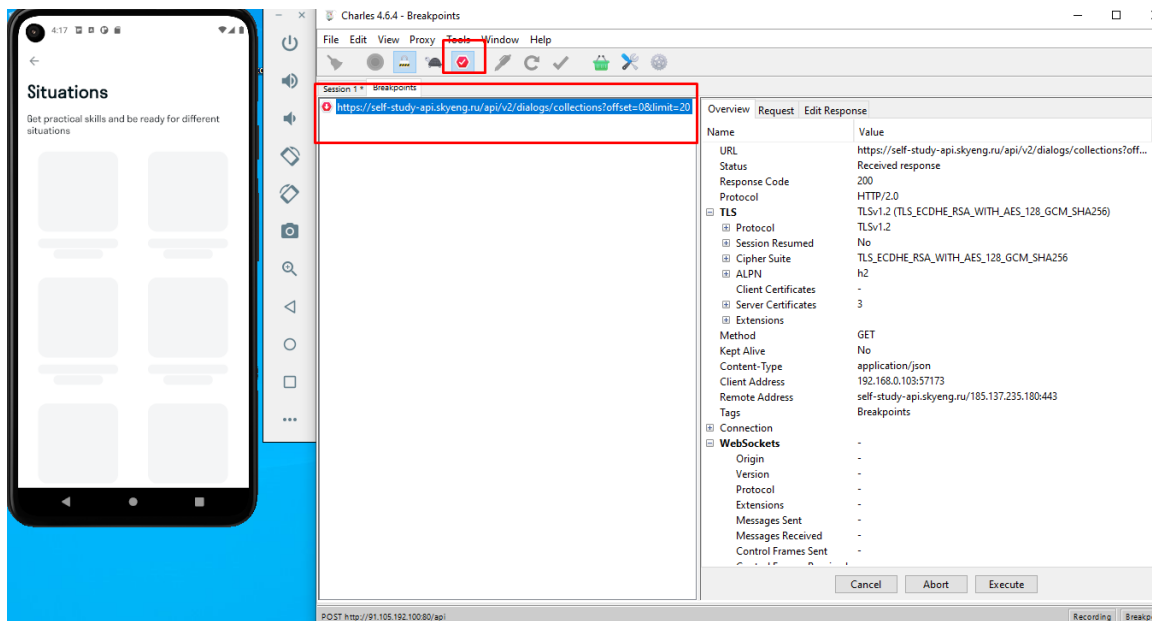 4:17
Situations
Get practical skills and be ready for different
situations
Charles 4.6.4 - Breakpoints
File Edit View Proxy Tools Window Help
Session 1 * Breakpoints
https://self-study-api.skyeng.ru/api/v2/dialogs/collections?offset=0&limit=20
Overview Request Edit Response
Name Value
URL https://self-study-api.skyeng.ru/api/v2/dialogs/collections?off...
Status Received response
Response Code 200
Protocol HTTP/2.0
TLS TLSv1.2 (TLS_ECDHE_RSA_WITH_AES_128_GCM_SHA256)
Protocol TLSv1.2
Session Resumed No
Cipher Suite TLS_ECDHE_RSA_WITH_AES_128_GCM_SHA256
ALPN h2
Client Certificates -
Server Certificates 3
Extensions
Method GET
Kept Alive No
Content-Type application/json
Client Address 192.168.0.103:57173
Remote Address self-study-api.skyeng.ru/185.137.235.180:443
Tags Breakpoints
Connection
WebSockets -
Origin -
Version -
Protocol -
Extensions -
Messages Sent -
Messages Received -
Control Frames Sent -
Cancel Abort Execute
POST http://91.105.192.100:80/api
Recording Breakp